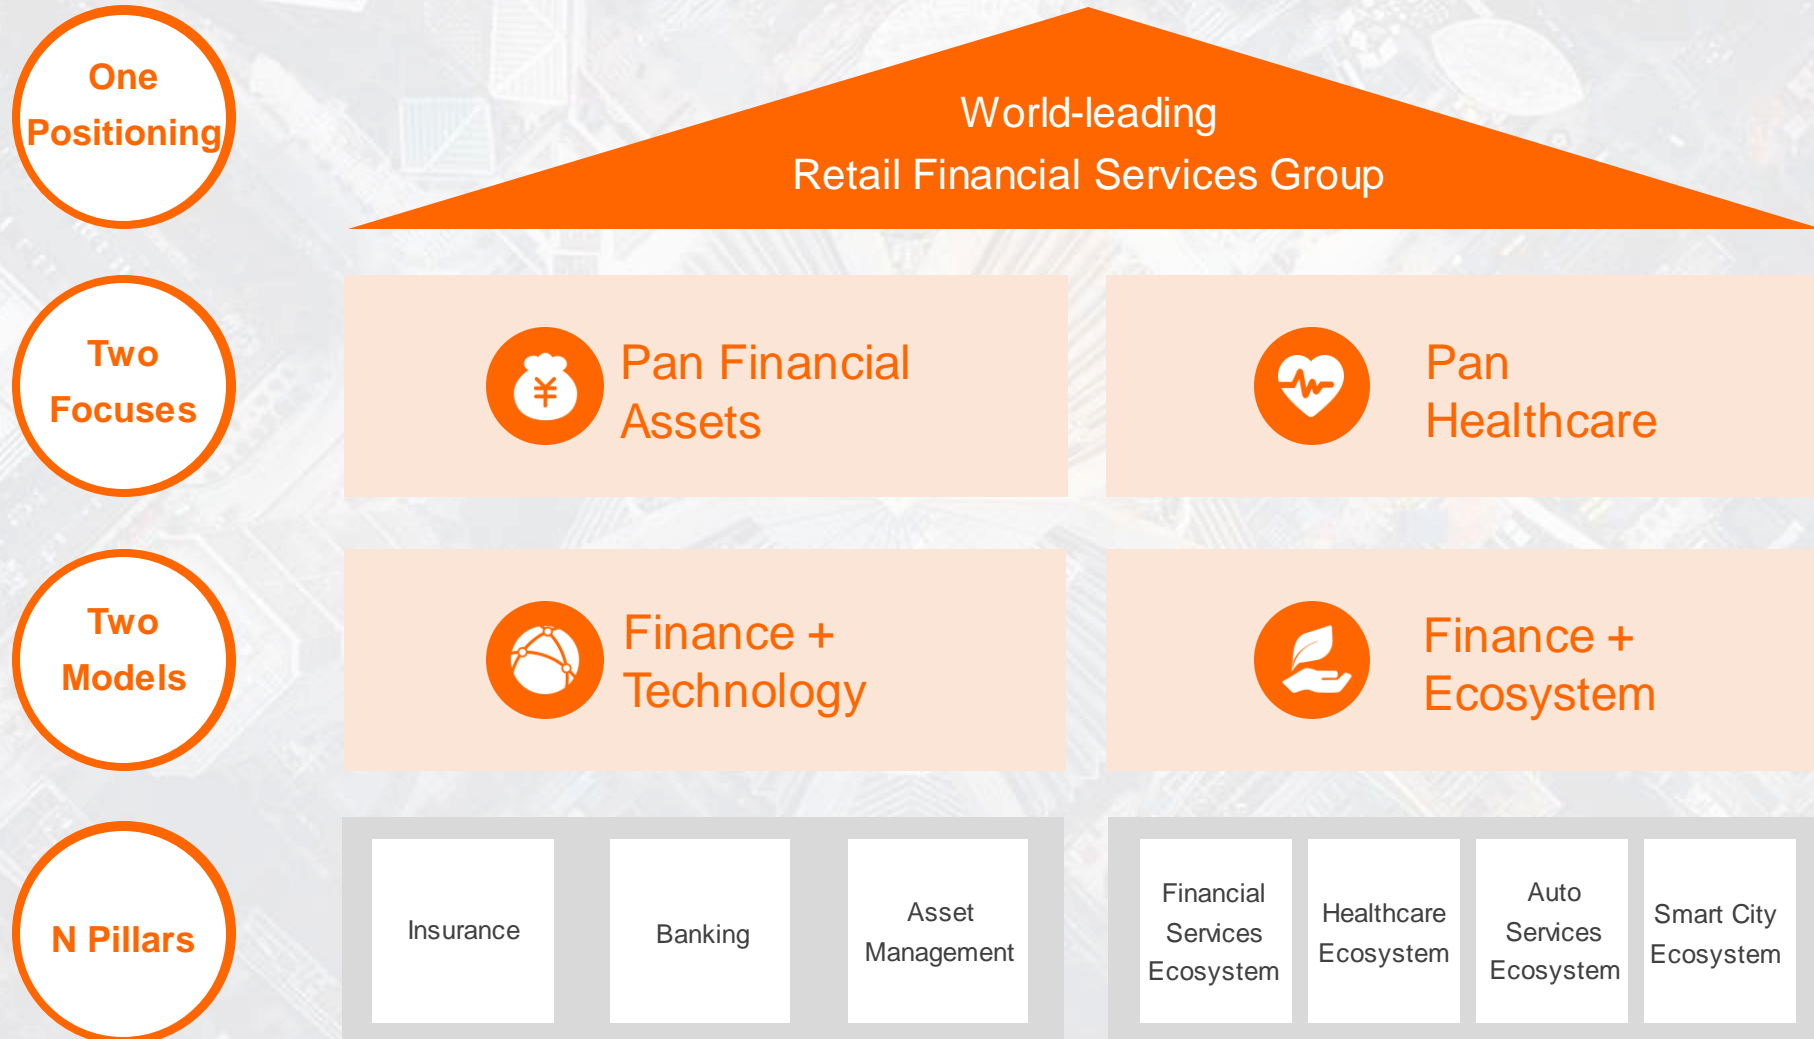 One
Positioning
World-leading
Retail Financial Services Group
Two
Focuses
¥
Pan Financial
Assets
Pan
Healthcare
Two
Models
Finance +
Technology
Finance +
Ecosystem
N Pillars
Insurance
Banking
Asset
Management
Financial
Services
Ecosystem
Healthcare
Ecosystem
Auto
Services
Ecosystem
Smart City
Ecosystem